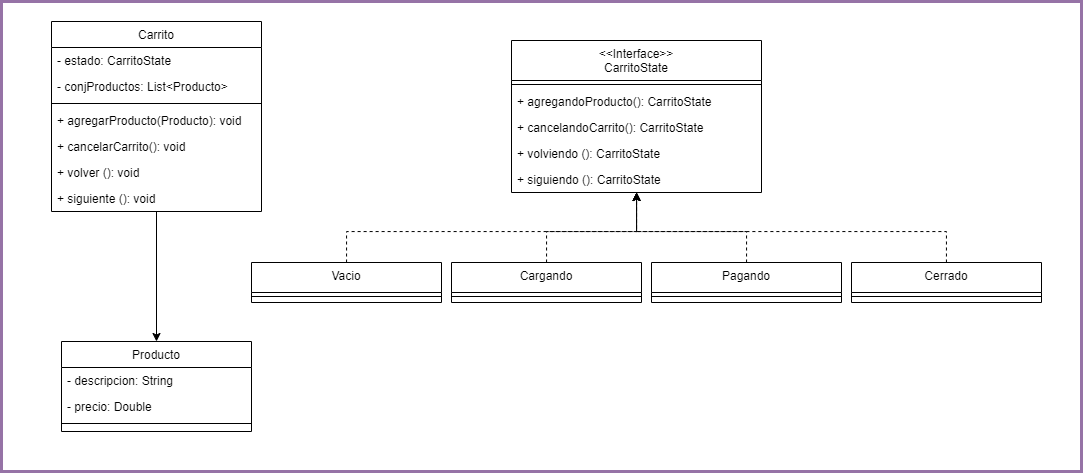 Carrito
- estado: CarritoState
- conjProductos: List<Producto>
+ agregarProducto(Producto): void
+ cancelarCarrito(): void
+ volver (): void
+ siguiente (): void
<<Interface>>
CarritoState
+ agregandoProducto(): CarritoState
+ cancelandoCarrito(): CarritoState
+ volviendo (): CarritoState
+ siguiendo (): CarritoState
Vacio
Cargando
Pagando
Cerrado
Producto
- descripcion: String
- precio: Double